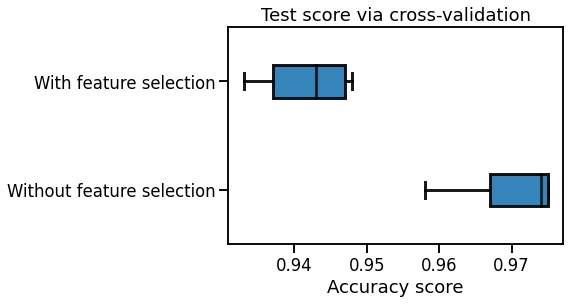 Test score via cross-validation
With feature selection
Without feature selection
0.94 0.95 0.96 0.97
Accuracy score